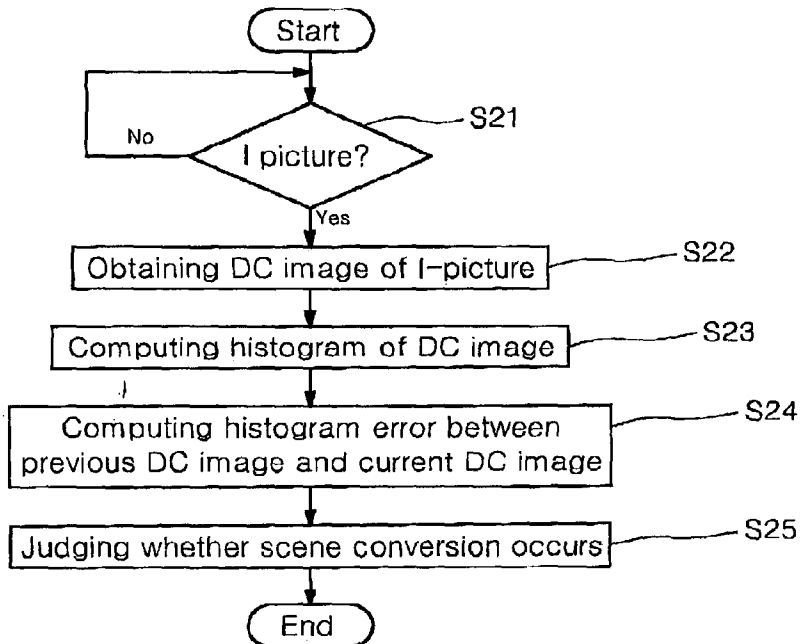 Start
S21
No
I picture?
Yes
S22
Obtaining DC image of I-picture
S23
Computing histogram of DC image
S24
Computing histogram error between
previous DC image and current DC image
S25
Judging whether scene conversion occurs
End